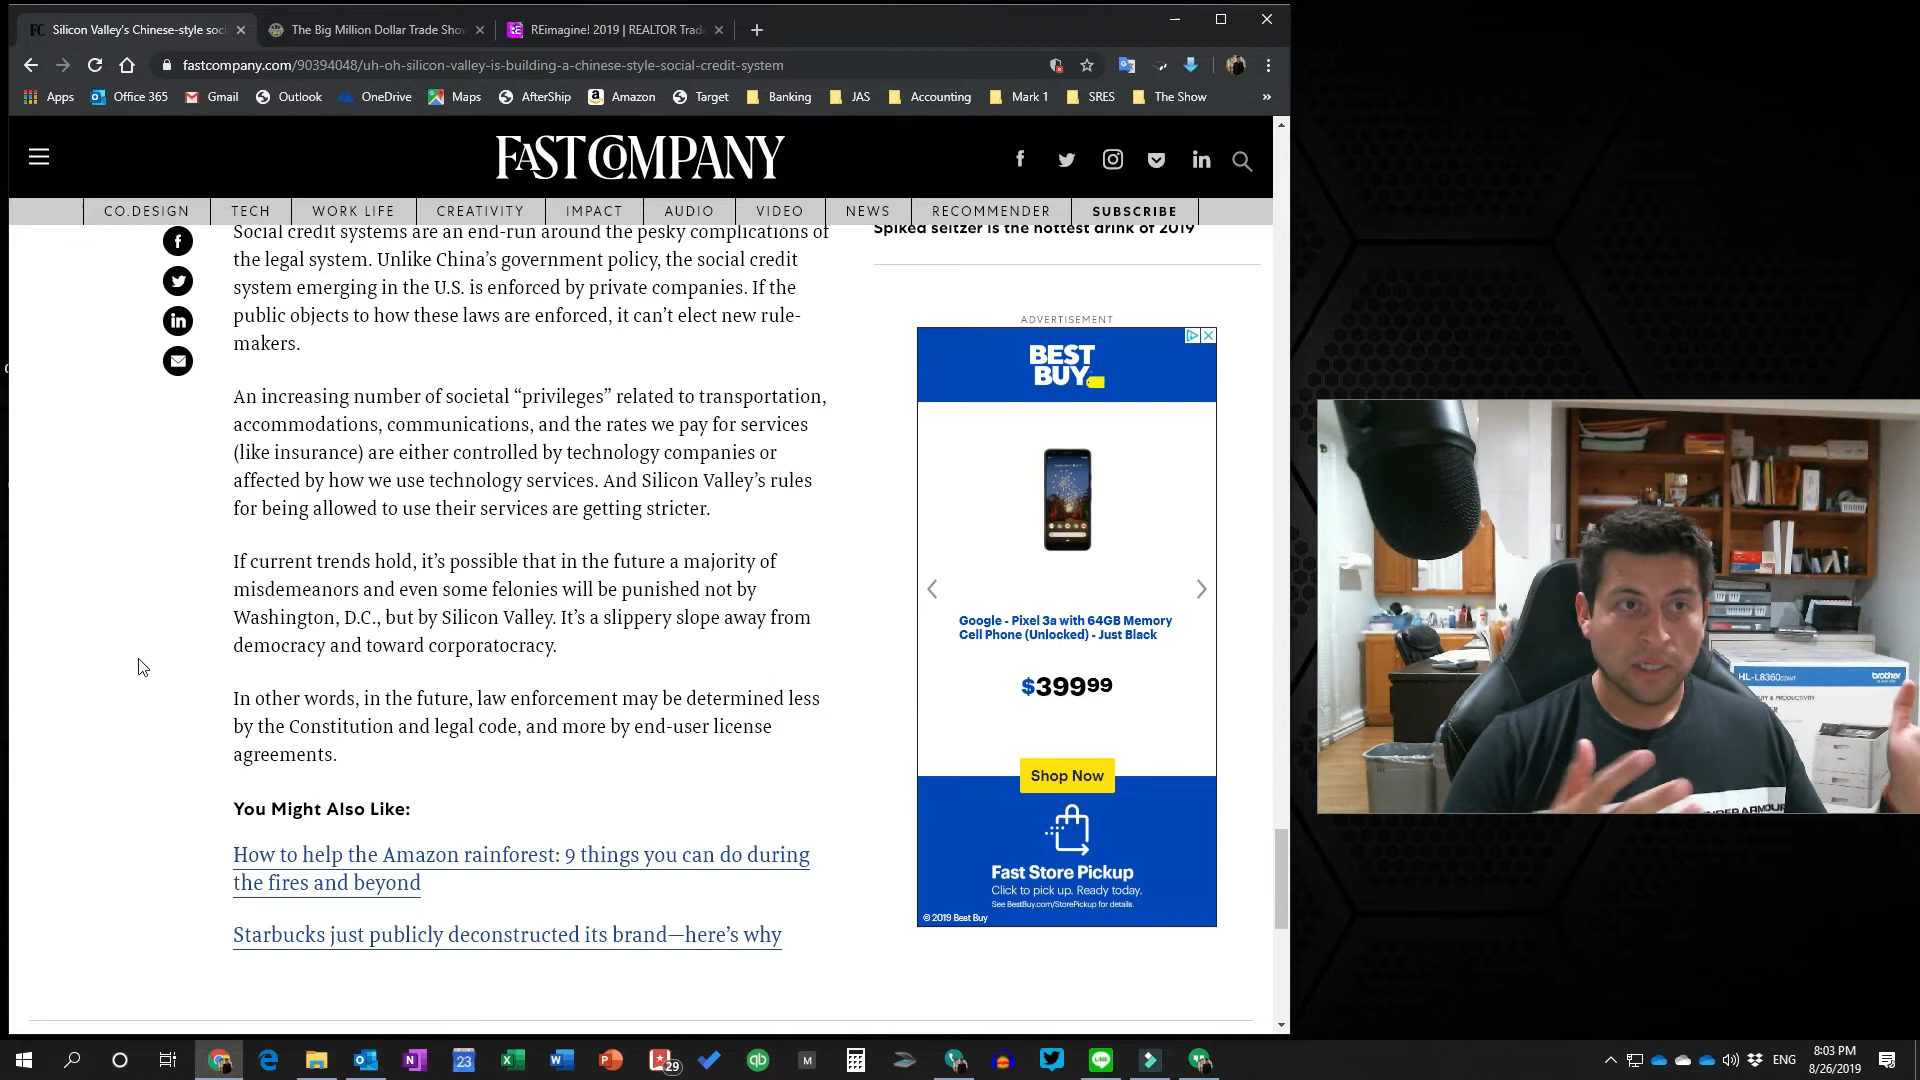 FC Silicon Valley's Chinese-style soc
The Big Million Dollar Trade Show
RE REimagine! 2019 | REALTOR Trade
fastcompany.com/90394048/uh-oh-silicon-valley-is-building-a-chinese-style-social-credit-system
Apps Office 365 Gmail Outlook OneDrive Maps AfterShip Amazon Target Banking JAS Accounting Mark 1 SRES The Show
FAST COMPANY
CO.DESIGN TECH WORK LIFE CREATIVITY IMPACT AUDIO VIDEO NEWS RECOMMENDER SUBSCRIBE
Social credit systems are an end-run around the pesky complications of
the legal system. Unlike China's government policy, the social credit
system emerging in the U.S. is enforced by private companies. If the
public objects to how these laws are enforced, it can't elect new rule-
makers.
An increasing number of societal “privileges” related to transportation,
accommodations, communications, and the rates we pay for services
(like insurance) are either controlled by technology companies or
affected by how we use technology services. And Silicon Valley's rules
for being allowed to use their services are getting stricter.
If current trends hold, it's possible that in the future a majority of
misdemeanors and even some felonies will be punished not by
Washington, D.C., but by Silicon Valley. It's a slippery slope away from
democracy and toward corporatocracy.
In other words, in the future, law enforcement may be determined less
by the Constitution and legal code, and more by end-user license
agreements.
You Might Also Like:
How to help the Amazon rainforest: 9 things you can do during
the fires and beyond
Starbucks just publicly deconstructed its brand—here's why
Spiked seltzer is the hottest drink of 2019
ADVERTISEMENT
BEST
BUY
Google - Pixel 3a with 64GB Memory
Cell Phone (Unlocked) - Just Black
$39999
Shop Now
Fast Store Pickup
Click to pick up. Ready today.
See BestBuy.com/StorePickup for details.
© 2019 Best Buy
HL-L8360CDWT
brother
UNDER ARMOUR
23
29
qb
M
LINE
ENG
8:03 PM
8/26/2019